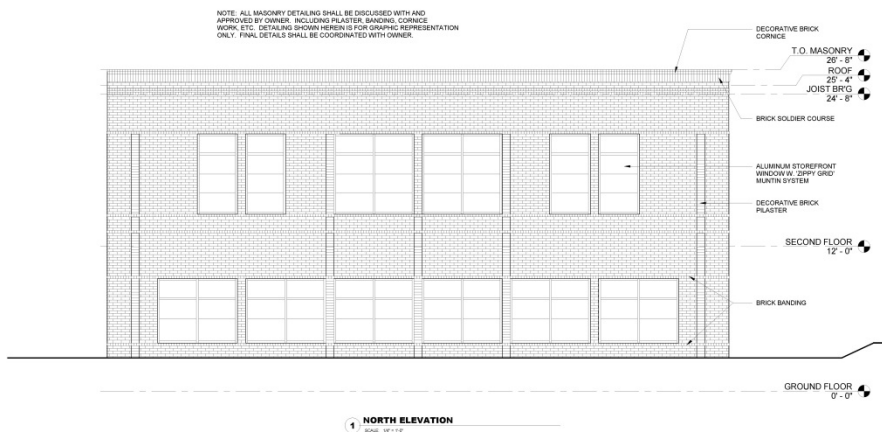 NOTE: ALL MASONRY DETAILING SHALL BE DISCUSSED WITH AND
APPROVED BY OWNER. INCLUDING PILASTER, BANDING, CORNICE
WORK, ETC. DETAILING SHOWN HEREIN IS FOR GRAPHIC REPRESENTATION
ONLY. FINAL DETAILS SHALL BE COORDINATED WITH OWNER.
DECORATIVE BRICK
CORNICE
T.O. MASONRY
26' - 8"
ROOF
25' - 4"
JOIST BR'G
24' - 8"
BRICK SOLDIER COURSE
ALUMINUM STOREFRONT
WINDOW W. 'ZIPPY GRID'
MUNTIN SYSTEM
DECORATIVE BRICK
PILASTER
SECOND FLOOR
12' - 0"
BRICK BANDING
GROUND FLOOR
0' - 0"
1 NORTH ELEVATION
SCALE: